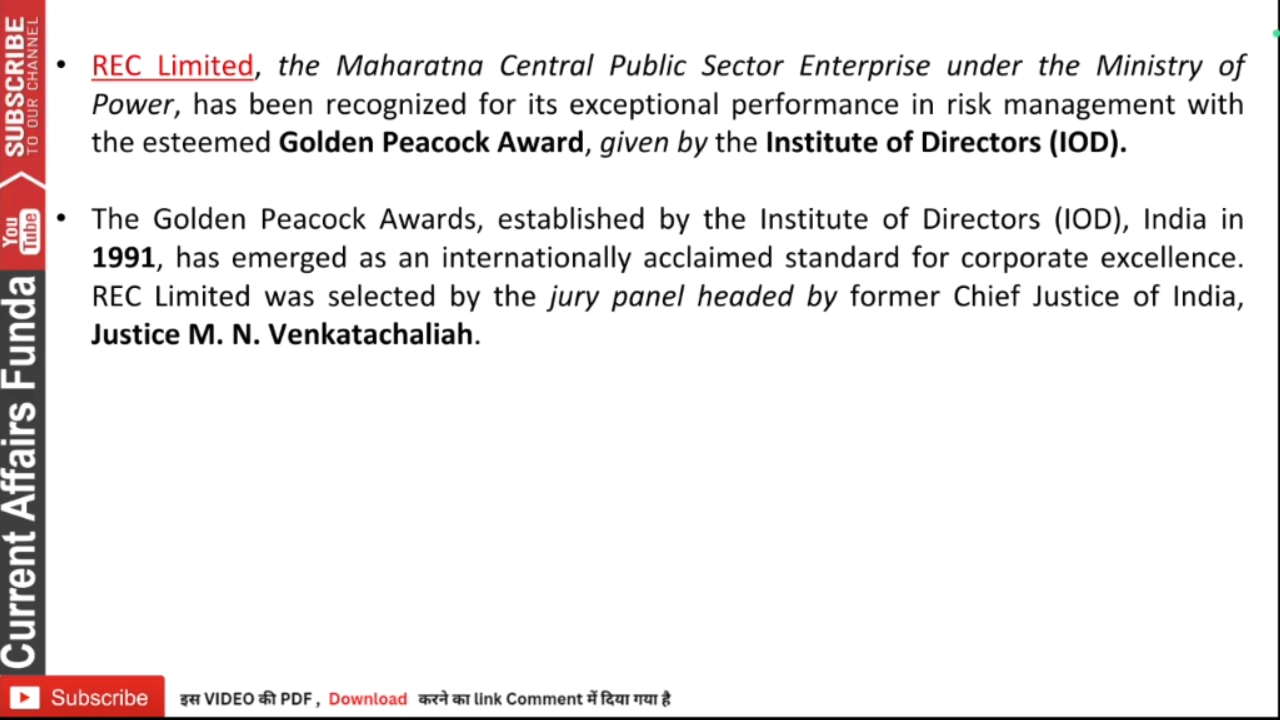 SUBSCRIBE
TO OUR CHANNEL
You
Tube
Current Affairs Funda
• REC Limited, the Maharatna Central Public Sector Enterprise under the Ministry of
Power, has been recognized for its exceptional performance in risk management with
the esteemed Golden Peacock Award, given by the Institute of Directors (IOD).
• The Golden Peacock Awards, established by the Institute of Directors (IOD), India in
1991, has emerged as an internationally acclaimed standard for corporate excellence.
REC Limited was selected by the jury panel headed by former Chief Justice of India,
Justice M. N. Venkatachaliah.
Subscribe
इस VIDEO की PDF , Download करने का link Comment में दिया गया है